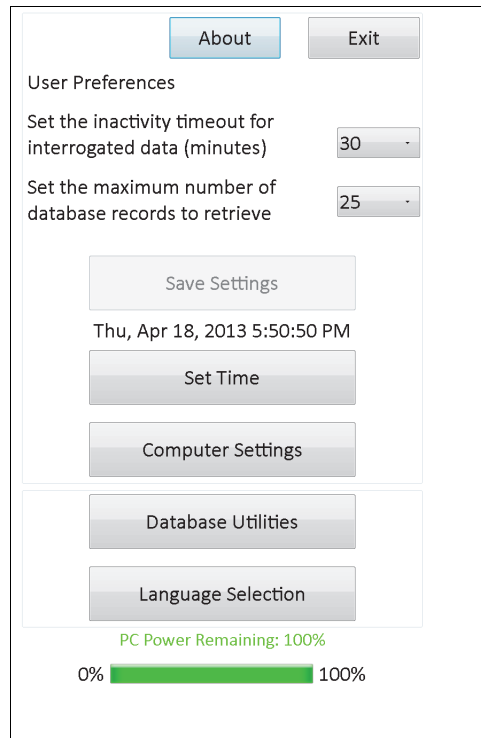 About Exit
User Preferences
Set the inactivity timeout for
interrogated data (minutes) 30
Set the maximum number of
database records to retrieve 25
Save Settings
Thu, Apr 18, 2013 5:50:50 PM
Set Time
Computer Settings
Database Utilities
Language Selection
PC Power Remaining: 100%
0% 100%